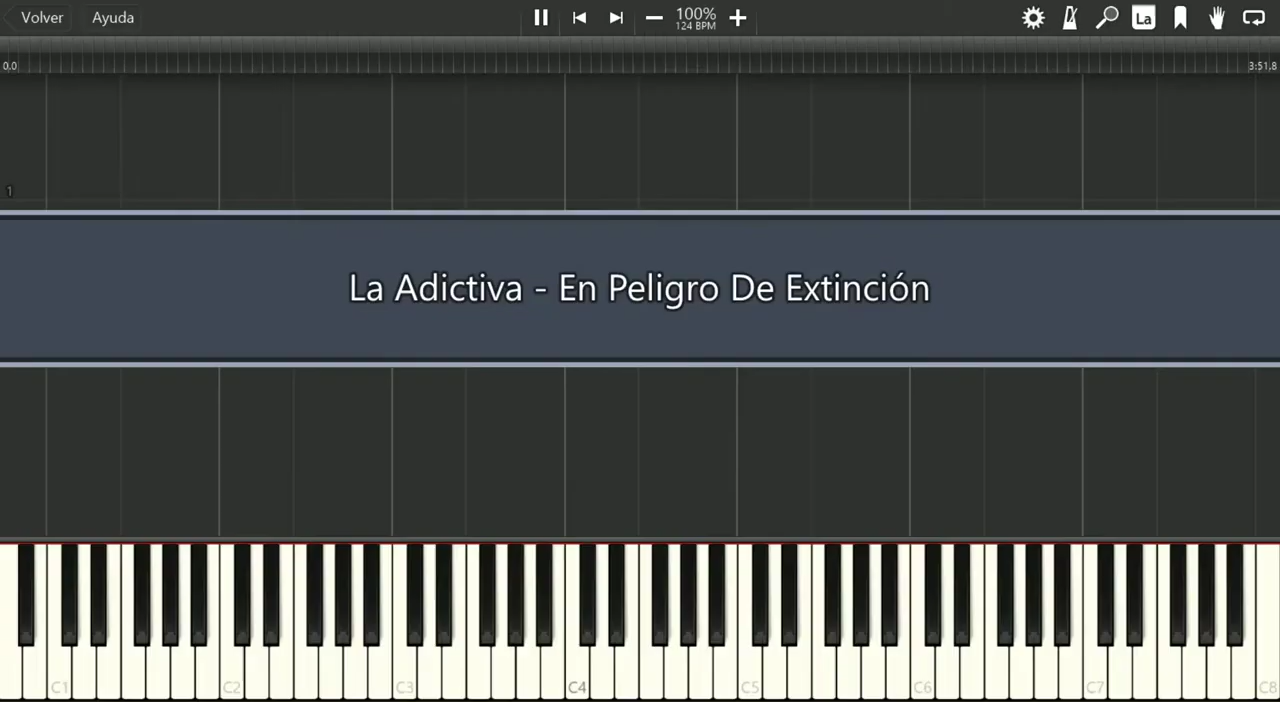 Volver Ayuda 100% La
124 BPM
0,0 3:51,8
1
La Adictiva - En Peligro De Extinción
C1 C2 C3 C4 C5 C6 C7 C8